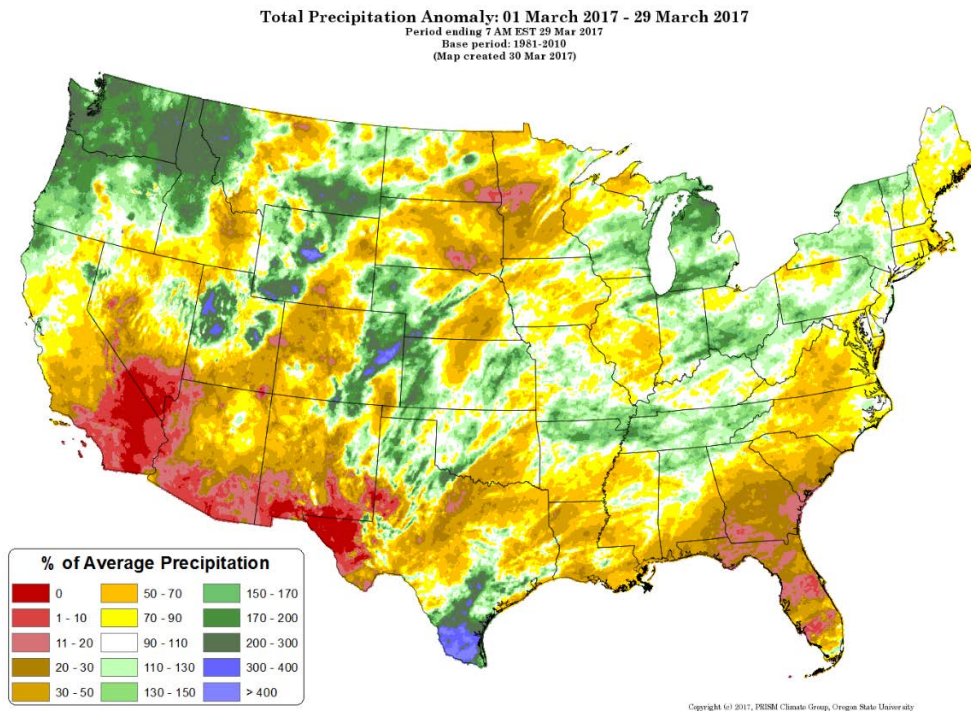 Total Precipitation Anomaly: 01 March 2017 - 29 March 2017
Period ending 7 AM EST 29 Mar 2017
Base period: 1981-2010
(Map created 30 Mar 2017)
% of Average Precipitation
0
1 - 10
11 - 20
20 - 30
30 - 50
50 - 70
70 - 90
90 - 110
110 - 130
130 - 150
150 - 170
170 - 200
200 - 300
300 - 400
> 400
Copyright (c) 2017, PRISM Climate Group, Oregon State University